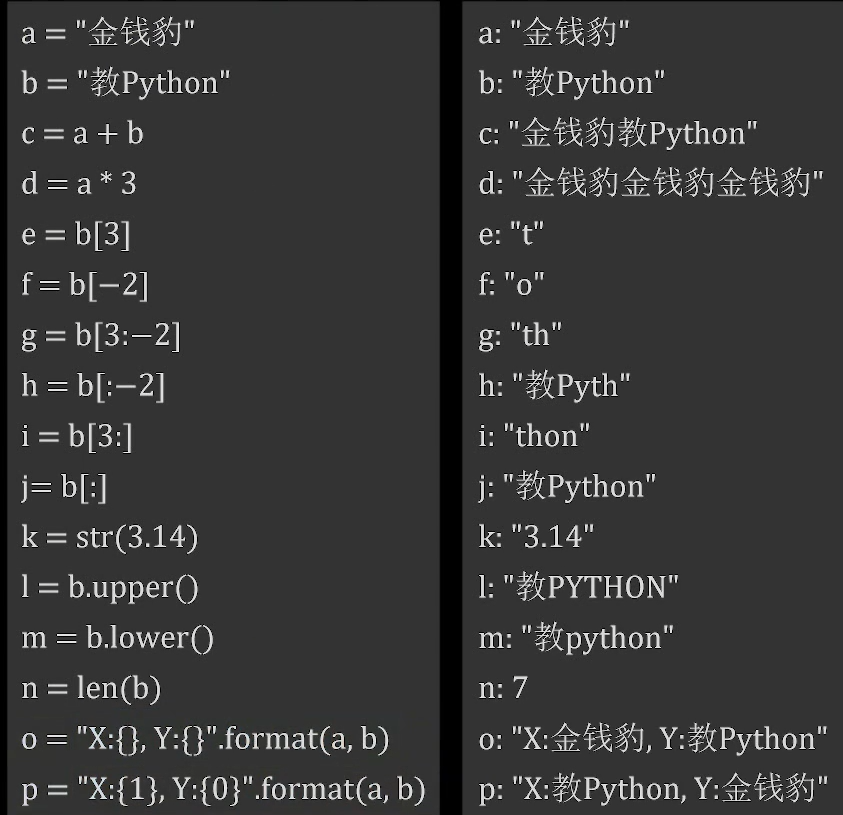 a = "金钱豹"
b = "教Python"
c = a + b
d = a * 3
e = b[3]
f = b[−2]
g = b[3:−2]
h = b[:−2]
i = b[3:]
j= b[:]
k = str(3.14)
l = b.upper()
m = b.lower()
n = len(b)
o = "X:{}, Y:{}".format(a, b)
p = "X:{1}, Y:{0}".format(a, b)
a: "金钱豹"
b: "教Python"
c: "金钱豹教Python"
d: "金钱豹金钱豹金钱豹"
e: "t"
f: "o"
g: "th"
h: "教Pyth"
i: "thon"
j: "教Python"
k: "3.14"
l: "教PYTHON"
m: "教python"
n: 7
o: "X:金钱豹, Y:教Python"
p: "X:教Python, Y:金钱豹"